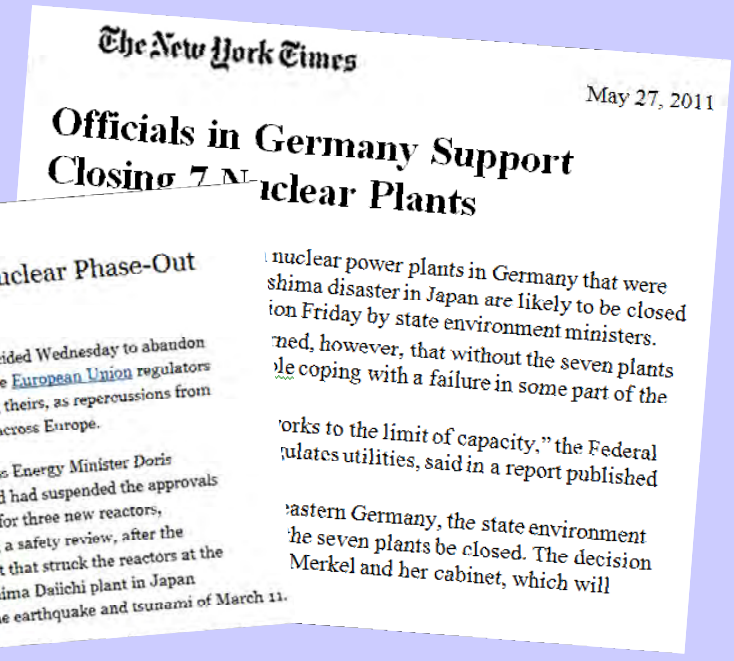 The New York Times
May 27, 2011
Officials in Germany Support
Closing 7 Nuclear Plants
nuclear power plants in Germany that were
shima disaster in Japan are likely to be closed
ion Friday by state environment ministers.
ned, however, that without the seven plants
le coping with a failure in some part of the
orks to the limit of capacity,” the Federal
gulates utilities, said in a report published
eastern Germany, the state environment
he seven plants be closed. The decision
Merkel and her cabinet, which will
uclear Phase-Out
ided Wednesday to abandon
e European Union regulators
theirs, as repercussions from
across Europe.
s Energy Minister Doris
d had suspended the approvals
for three new reactors,
a safety review, after the
t that struck the reactors at the
ima Daiichi plant in Japan
e earthquake and tsunami of March 11.